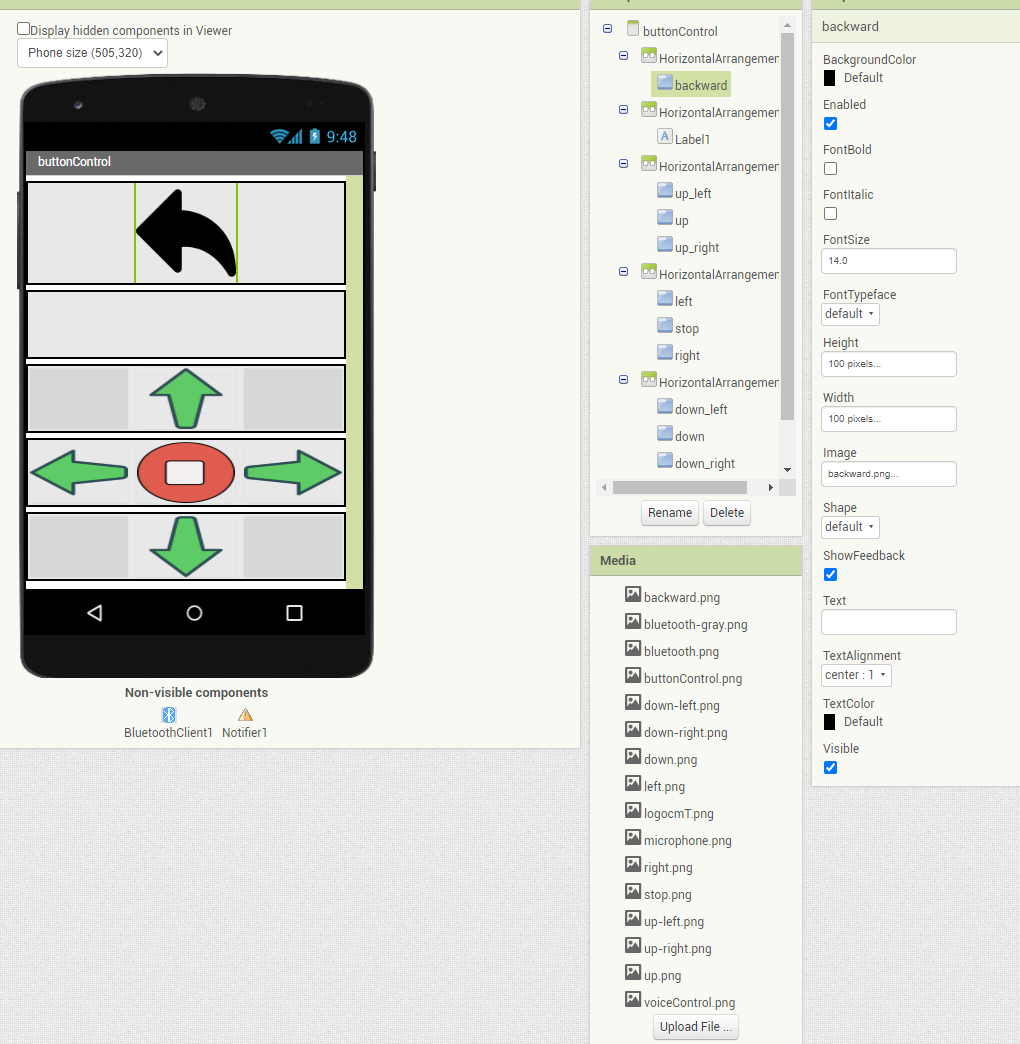 Display hidden components in Viewer
Phone size (505,320)
9:48
buttonControl
Non-visible components
BluetoothClient1 Notifier1
buttonControl
HorizontalArrangemen
backward
HorizontalArrangemen
A Label1
HorizontalArrangemen
up_left
up
up_right
HorizontalArrangemen
left
stop
right
HorizontalArrangemen
down_left
down
down_right
Rename Delete
Media
backward.png
bluetooth-gray.png
bluetooth.png
buttonControl.png
down-left.png
down-right.png
down.png
left.png
logocmT.png
microphone.png
right.png
stop.png
up-left.png
up-right.png
up.png
voiceControl.png
Upload File ...
backward
BackgroundColor
Default
Enabled
FontBold
FontItalic
FontSize
14.0
FontTypeface
default
Height
100 pixels...
Width
100 pixels...
Image
backward.png...
Shape
default
ShowFeedback
Text
TextAlignment
center : 1
TextColor
Default
Visible